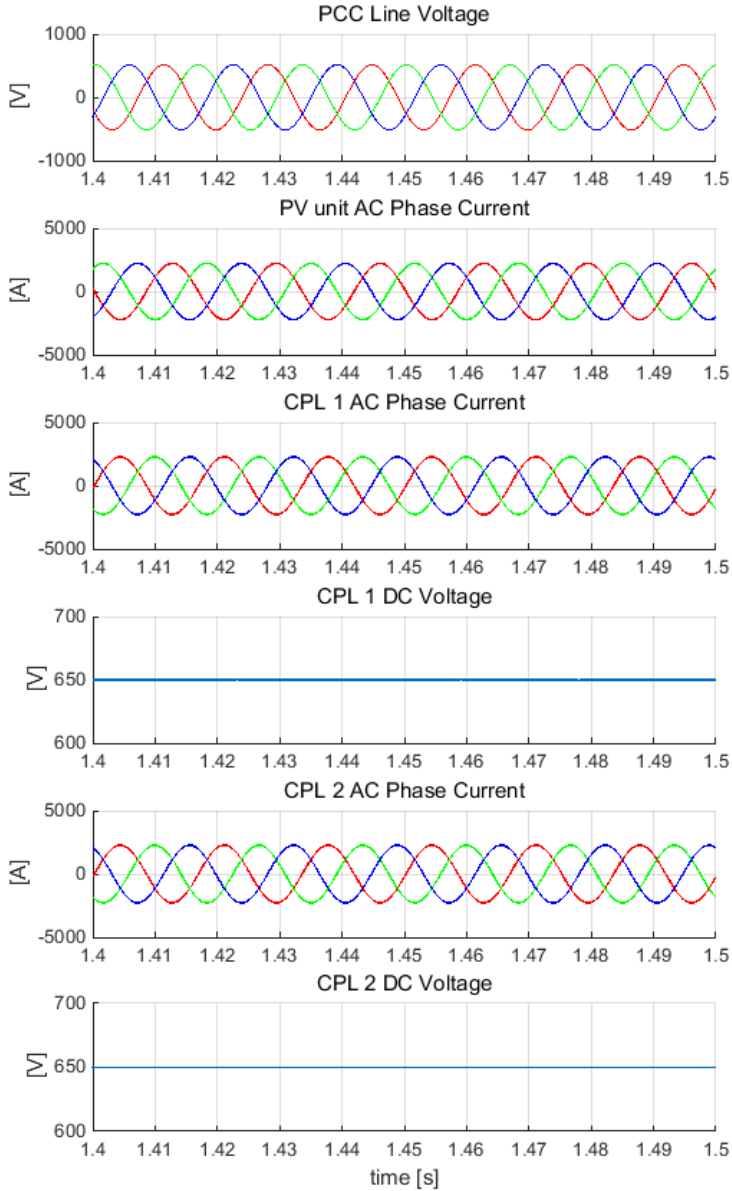 PCC Line Voltage
1000
[V]
0
-1000
1.4 1.41 1.42 1.43 1.44 1.45 1.46 1.47 1.48 1.49 1.5
PV unit AC Phase Current
5000
[A]
0
-5000
1.4 1.41 1.42 1.43 1.44 1.45 1.46 1.47 1.48 1.49 1.5
CPL 1 AC Phase Current
5000
[A]
0
-5000
1.4 1.41 1.42 1.43 1.44 1.45 1.46 1.47 1.48 1.49 1.5
CPL 1 DC Voltage
700
[V]
650
600
1.4 1.41 1.42 1.43 1.44 1.45 1.46 1.47 1.48 1.49 1.5
CPL 2 AC Phase Current
5000
[A]
0
-5000
1.4 1.41 1.42 1.43 1.44 1.45 1.46 1.47 1.48 1.49 1.5
CPL 2 DC Voltage
700
[V]
650
600
1.4 1.41 1.42 1.43 1.44 1.45 1.46 1.47 1.48 1.49 1.5
time [s]